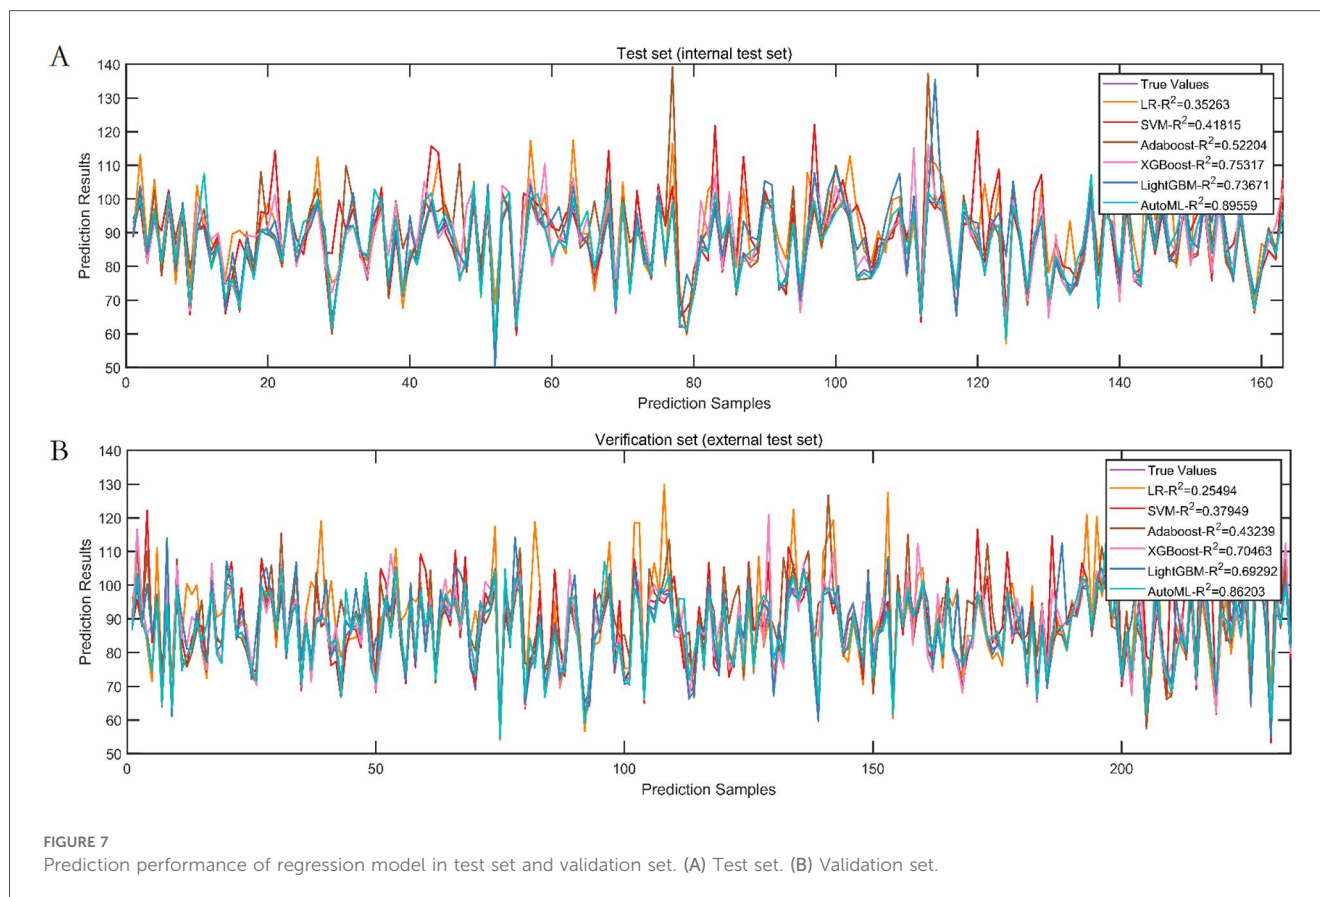 A
Test set (internal test set)
140
130
120
110
100
90
80
70
60
50
Prediction Results
0 20 40 60 80 100 120 140 160
Prediction Samples
True Values
LR-R²=0.35263
SVM-R²=0.41815
Adaboost-R²=0.52204
XGBoost-R²=0.75317
LightGBM-R²=0.73671
AutoML-R²=0.89559
B
Verification set (external test set)
140
130
120
110
100
90
80
70
60
50
Prediction Results
0 50 100 150 200
Prediction Samples
True Values
LR-R²=0.25494
SVM-R²=0.37949
Adaboost-R²=0.43239
XGBoost-R²=0.70463
LightGBM-R²=0.69292
AutoML-R²=0.86203
FIGURE 7
Prediction performance of regression model in test set and validation set. (A) Test set. (B) Validation set.